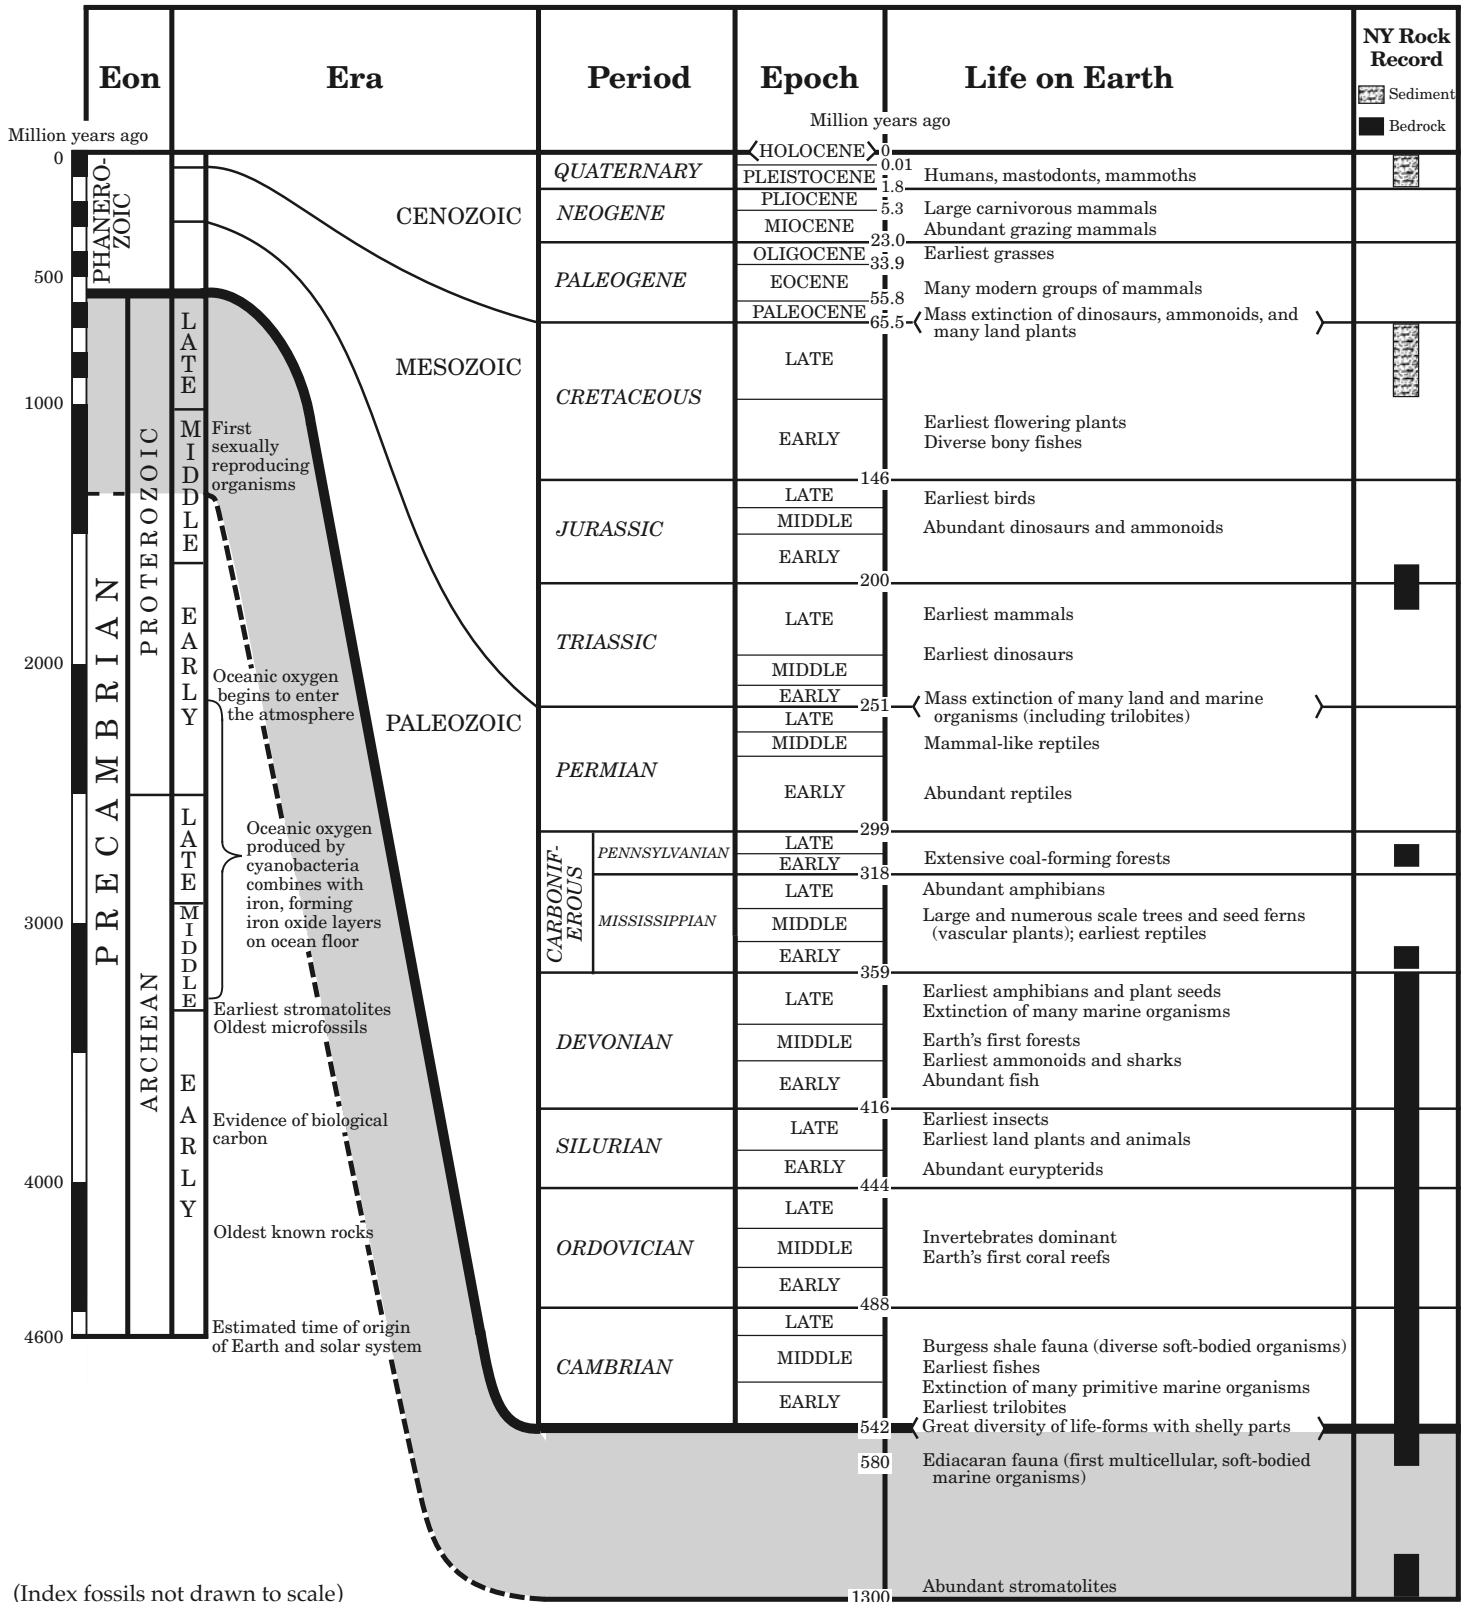 Eon
Era
Period
Epoch
Life on Earth
NY Rock
Record
Sediment
Bedrock
Million years ago
Million years ago
0
500
1000
2000
3000
4000
4600
PHANERO-
ZOIC
PRECAMBRIAN
PROTEROZOIC
ARCHEAN
LATE
MIDDLE
EARLY
LATE
MIDDLE
EARLY
First
sexually
reproducing
organisms
Oceanic oxygen
begins to enter
the atmosphere
Oceanic oxygen
produced by
cyanobacteria
combines with
iron, forming
iron oxide layers
on ocean floor
Earliest stromatolites
Oldest microfossils
Evidence of biological
carbon
Oldest known rocks
Estimated time of origin
of Earth and solar system
CENOZOIC
MESOZOIC
PALEOZOIC
QUATERNARY
HOLOCENE
0
0.01
PLEISTOCENE
1.8
Humans, mastodonts, mammoths
NEOGENE
PLIOCENE
5.3
Large carnivorous mammals
MIOCENE
Abundant grazing mammals
23.0
PALEOGENE
OLIGOCENE
33.9
Earliest grasses
EOCENE
55.8
Many modern groups of mammals
PALEOCENE
65.5
Mass extinction of dinosaurs, ammonoids, and
many land plants
CRETACEOUS
LATE
EARLY
Earliest flowering plants
Diverse bony fishes
146
JURASSIC
LATE
Earliest birds
MIDDLE
Abundant dinosaurs and ammonoids
EARLY
200
TRIASSIC
LATE
Earliest mammals
Earliest dinosaurs
MIDDLE
EARLY
251
Mass extinction of many land and marine
organisms (including trilobites)
PERMIAN
LATE
MIDDLE
Mammal-like reptiles
EARLY
Abundant reptiles
299
CARBONIF-
EROUS
PENNSYLVANIAN
LATE
EARLY
Extensive coal-forming forests
318
MISSISSIPPIAN
LATE
Abundant amphibians
MIDDLE
Large and numerous scale trees and seed ferns
(vascular plants); earliest reptiles
EARLY
359
DEVONIAN
LATE
Earliest amphibians and plant seeds
Extinction of many marine organisms
MIDDLE
Earth's first forests
Earliest ammonoids and sharks
EARLY
Abundant fish
416
SILURIAN
LATE
Earliest insects
Earliest land plants and animals
EARLY
Abundant eurypterids
444
ORDOVICIAN
LATE
MIDDLE
Invertebrates dominant
Earth's first coral reefs
EARLY
488
CAMBRIAN
LATE
MIDDLE
Burgess shale fauna (diverse soft-bodied organisms)
Earliest fishes
Extinction of many primitive marine organisms
EARLY
Earliest trilobites
542
Great diversity of life-forms with shelly parts
580
Ediacaran fauna (first multicellular, soft-bodied
marine organisms)
Abundant stromatolites
1300
(Index fossils not drawn to scale)